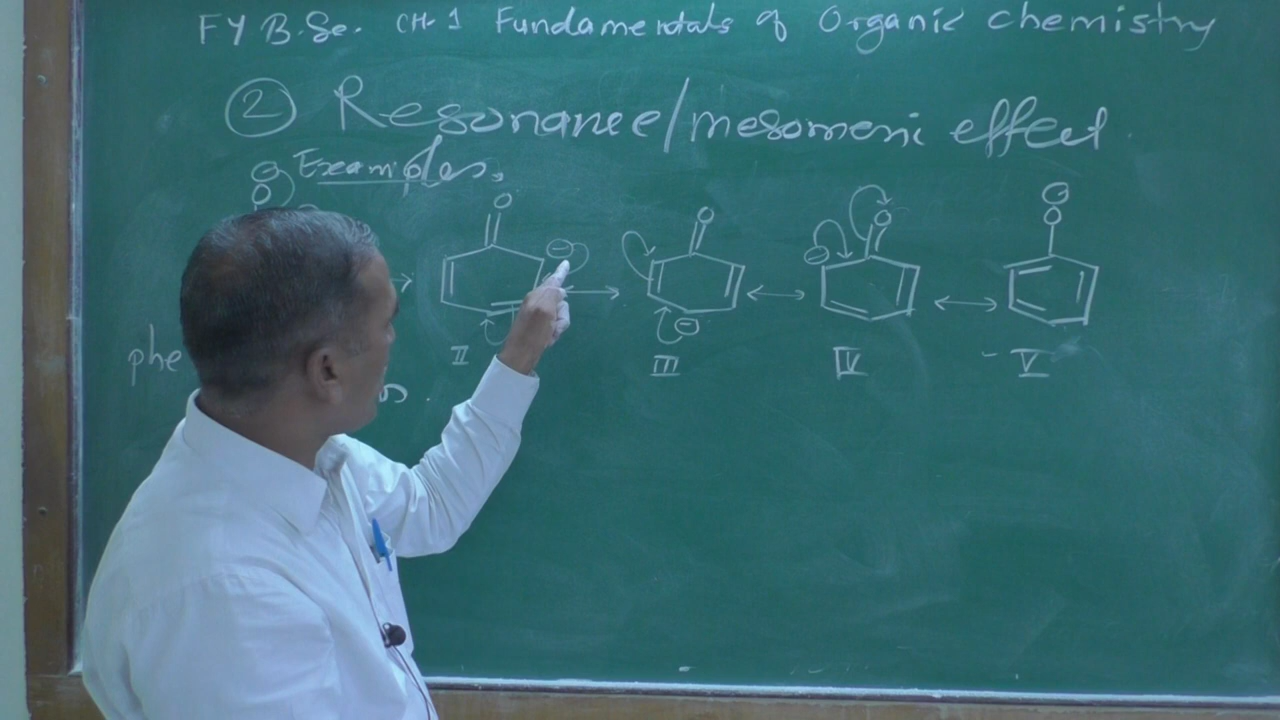 FY B.Sc. CH-1 Fundamentals of Organic chemistry
② Resonance/mesomeric effect
Examples,
O O O O O
II III IV V
phe